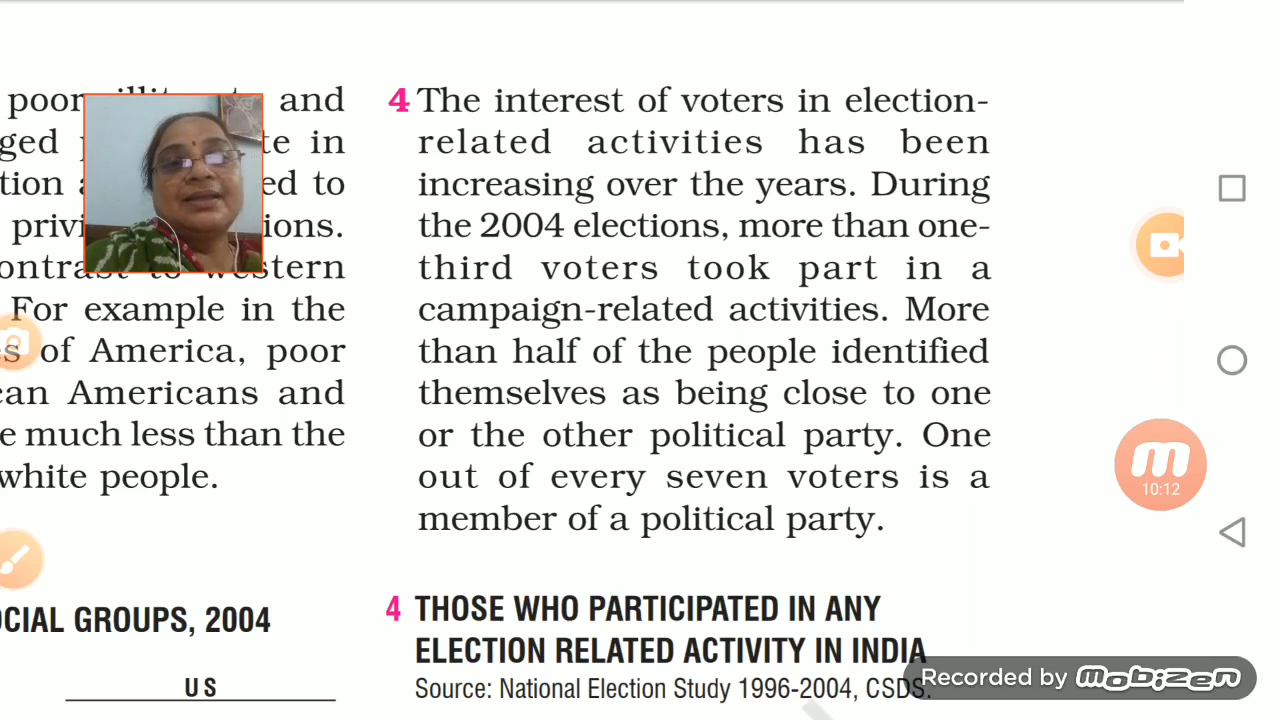 poor and
ged te in
tion ed to
privi ions.
ontrast to western
For example in the
es of America, poor
can Americans and
e much less than the
white people.
OCIAL GROUPS, 2004
US
4 The interest of voters in election-
related activities has been
increasing over the years. During
the 2004 elections, more than one-
third voters took part in a
campaign-related activities. More
than half of the people identified
themselves as being close to one
or the other political party. One
out of every seven voters is a
member of a political party.
4 THOSE WHO PARTICIPATED IN ANY
ELECTION RELATED ACTIVITY IN INDIA
Source: National Election Study 1996-2004, CSDS.
10:12
Recorded by mobizen